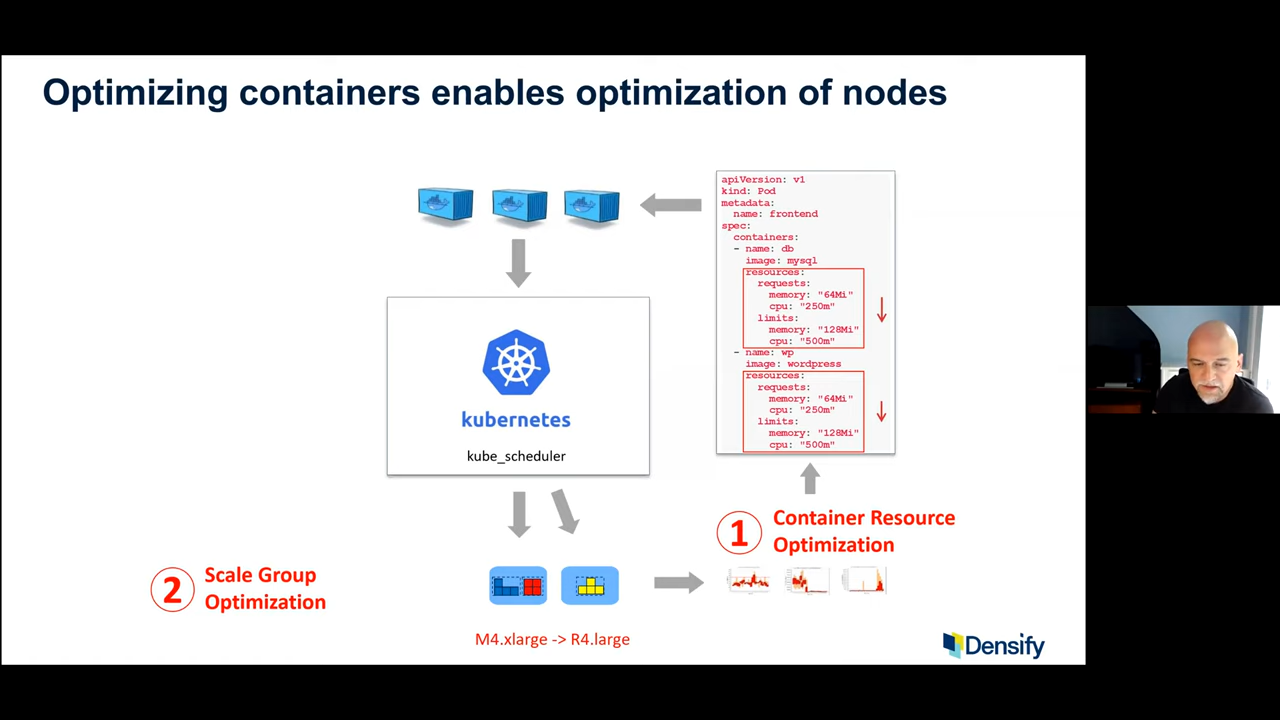 Optimizing containers enables optimization of nodes
apiVersion: v1
kind: Pod
metadata:
name: frontend
spec:
containers:
- name: db
image: mysql
resources:
requests:
memory: "64Mi"
cpu: "250m"
limits:
memory: "128Mi"
cpu: "500m"
- name: wp
image: wordpress
resources:
requests:
memory: "64Mi"
cpu: "250m"
limits:
memory: "128Mi"
cpu: "500m"
kubernetes
kube_scheduler
1
Container Resource
Optimization
2
Scale Group
Optimization
M4.xlarge -> R4.large
Densify